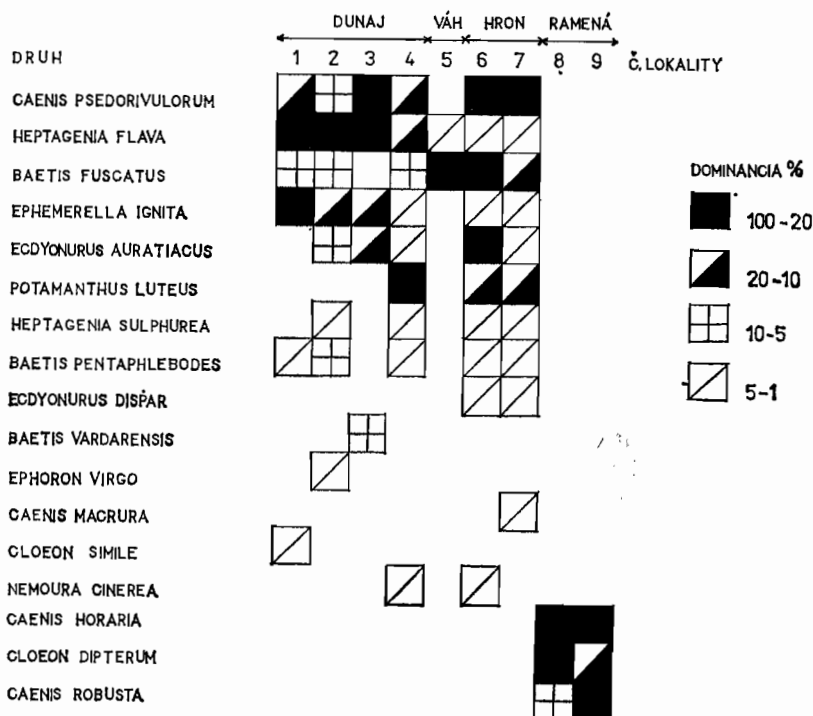 DUNAJ VÁH HRON RAMENÁ
DRUH 1 2 3 4 5 6 7 8 9 Č. LOKALITY
CAENIS PSEDORIVULORUM
HEPTAGENIA FLAVA
BAETIS FUSCATUS
EPHEMERELLA IGNITA
ECDYONURUS AURATIACUS
POTAMANTHUS LUTEUS
HEPTAGENIA SULPHUREA
BAETIS PENTAPHLEBODES
ECDYONURUS DISPAR
BAETIS VARDARENSIS
EPHORON VIRGO
CAENIS MACRURA
CLOEON SIMILE
NEMOURA CINEREA
CAENIS HORARIA
CLOEON DIPTERUM
CAENIS ROBUSTA
DOMINANCIA %
100-20
20-10
10-5
5-1